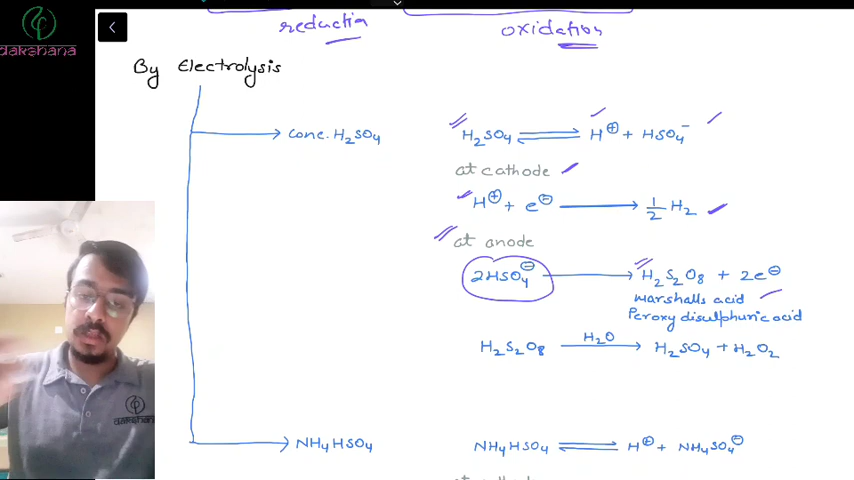 dakshana
reduction
oxidation
By Electrolysis
Conc. H₂SO₄
H₂SO₄ ⇌ H⊕ + HSO₄⁻
at cathode
H⊕ + e⊖ → 1/2 H₂
at anode
2HSO₄⊖ → H₂S₂O₈ + 2e⊖
Marshalls acid
Peroxy disulphuric acid
H₂S₂O₈ —H₂O→ H₂SO₄ + H₂O₂
dakshana
NH₄HSO₄
NH₄HSO₄ ⇌ H⊕ + NH₄SO₄⊖